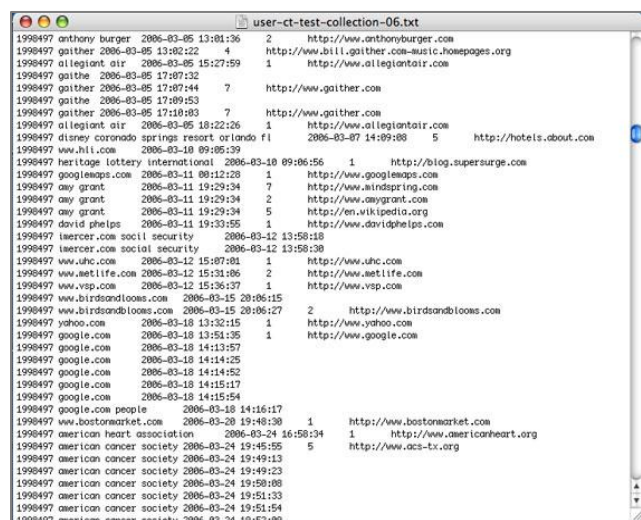 user-ct-test-collection-06.txt
1998497 anthony burger 2006-03-05 13:01:36 2 http://www.anthonyburger.com
1998497 gaither 2006-03-05 13:02:22 4 http://www.bill.gaither.com-music.homepages.org
1998497 allegiant air 2006-03-05 15:27:59 1 http://www.allegiantair.com
1998497 gaithe 2006-03-05 17:07:32
1998497 gaither 2006-03-05 17:07:44 7 http://www.gaither.com
1998497 gaithe 2006-03-05 17:09:53
1998497 gaither 2006-03-05 17:10:03 7 http://www.gaither.com
1998497 allegiant air 2006-03-05 18:22:26 1 http://www.allegiantair.com
1998497 disney coronado springs resort orlando fl 2006-03-07 14:09:08 5 http://hotels.about.com
1998497 www.hli.com 2006-03-10 09:05:39
1998497 heritage lottery international 2006-03-10 09:06:56 1 http://blog.supersurge.com
1998497 googlemaps.com 2006-03-11 00:12:28 1 http://www.googlemaps.com
1998497 amy grant 2006-03-11 19:29:34 7 http://www.mindspring.com
1998497 amy grant 2006-03-11 19:29:34 2 http://www.amygrant.com
1998497 amy grant 2006-03-11 19:29:34 5 http://en.wikipedia.org
1998497 david phelps 2006-03-11 19:33:55 1 http://www.davidphelps.com
1998497 imercer.com socil security 2006-03-12 13:58:18
1998497 imercer.com social security 2006-03-12 13:58:30
1998497 www.uhc.com 2006-03-12 15:07:01 1 http://www.uhc.com
1998497 www.metlife.com 2006-03-12 15:31:06 2 http://www.metlife.com
1998497 www.vsp.com 2006-03-12 15:36:37 1 http://www.vsp.com
1998497 www.birdsandlooms.com 2006-03-15 20:06:15
1998497 www.birdsandblooms.com 2006-03-15 20:06:27 2 http://www.birdsandblooms.com
1998497 yahoo.com 2006-03-18 13:32:15 1 http://www.yahoo.com
1998497 google.com 2006-03-18 13:51:35 1 http://www.google.com
1998497 google.com 2006-03-18 14:13:57
1998497 google.com 2006-03-18 14:14:25
1998497 google.com 2006-03-18 14:14:52
1998497 google.com 2006-03-18 14:15:17
1998497 google.com 2006-03-18 14:15:54
1998497 google.com people 2006-03-18 14:16:17
1998497 www.bostonmarket.com 2006-03-20 19:48:30 1 http://www.bostonmarket.com
1998497 american heart association 2006-03-24 16:58:34 1 http://www.americanheart.org
1998497 american cancer society 2006-03-24 19:45:55 5 http://www.acs-tx.org
1998497 american cancer society 2006-03-24 19:49:13
1998497 american cancer society 2006-03-24 19:49:23
1998497 american cancer society 2006-03-24 19:50:08
1998497 american cancer society 2006-03-24 19:51:33
1998497 american cancer society 2006-03-24 19:51:54
1998497 american cancer society 2006-03-24